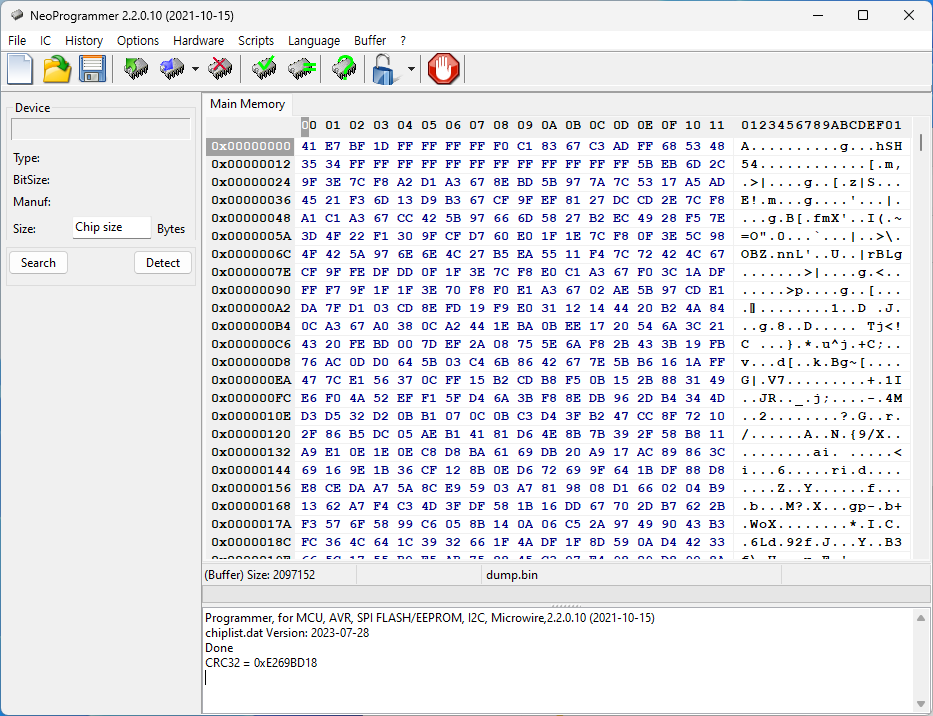 NeoProgrammer 2.2.0.10 (2021-10-15)
File IC History Options Hardware Scripts Language Buffer ?
Device
Type:
BitSize:
Manuf:
Size: Chip size Bytes
Search Detect
Main Memory
00 01 02 03 04 05 06 07 08 09 0A 0B 0C 0D 0E 0F 10 11 0123456789ABCDEF01
0x00000000 41 E7 BF 1D FF FF FF FF F0 C1 83 67 C3 AD FF 68 53 48 A..........g...hSH
0x00000012 35 34 FF FF FF FF FF FF FF FF FF FF FF FF 5B EB 6D 2C 54............[.m,
0x00000024 9F 3E 7C F8 A2 D1 A3 67 8E BD 5B 97 7A 7C 53 17 A5 AD .>|....g..[.z|S...
0x00000036 45 21 F3 6D 13 D9 B3 67 CF 9F EF 81 27 DC CD 2E 7C F8 E!.m...g....'...|.
0x00000048 A1 C1 A3 67 CC 42 5B 97 66 6D 58 27 B2 EC 49 28 F5 7E ...g.B[.fmX'..I(.~
0x0000005A 3D 4F 22 F1 30 9F CF D7 60 E0 1F 1E 7C F8 0F 3E 5C 98 =O".0...`...|..>\.
0x0000006C 4F 42 5A 97 6E 6E 4C 27 B5 EA 55 11 F4 7C 72 42 4C 67 OBZ.nnL'..U..|rBLg
0x0000007E CF 9F FE DF DD 0F 1F 3E 7C F8 E0 C1 A3 67 F0 3C 1A DF .......>|....g.<..
0x00000090 FF F7 9F 1F 1F 3E 70 F8 F0 E1 A3 67 02 AE 5B 97 CD E1 .....>p....g..[...
0x000000A2 DA 7F D1 03 CD 8E FD 19 F9 E0 31 12 14 44 20 B2 4A 84 ........1..D .J.
0x000000B4 0C A3 67 A0 38 0C A2 44 1E BA 0B EE 17 20 54 6A 3C 21 ..g.8..D..... Tj<!
0x000000C6 43 20 FE BD 00 7D EF 2A 08 75 5E 6A F8 2B 43 3B 19 FB C ...}.*.u^j.+C;..
0x000000D8 76 AC 0D D0 64 5B 03 C4 6B 86 42 67 7E 5B B6 16 1A FF v...d[..k.Bg~[....
0x000000EA 47 7C E1 56 37 0C FF 15 B2 CD B8 F5 0B 15 2B 88 31 49 G|.V7.........+.1I
0x000000FC E6 F0 4A 52 EF F1 5F D4 6A 3B F8 8E DB 96 2D B4 34 4D ..JR.._.j;....-.4M
0x0000010E D3 D5 32 D2 0B B1 07 0C 0B C3 D4 3F B2 47 CC 8F 72 10 ..2........?.G..r.
0x00000120 2F 86 B5 DC 05 AE B1 41 81 D6 4E 8B 7B 39 2F 58 B8 11 /......A..N.{9/X..
0x00000132 A9 E1 0E 1E 0E C8 D8 BA 61 69 DB 20 A9 17 AC 89 86 3C ........ai. .....<
0x00000144 69 16 9E 1B 36 CF 12 8B 0E D6 72 69 9F 64 1B DF 88 D8 i...6.....ri.d....
0x00000156 E8 CE DA A7 5A 8C E9 59 03 A7 81 98 08 D1 66 02 04 B9 ....Z..Y......f...
0x00000168 13 62 A7 F4 C3 4D 3F DF 58 1B 16 DD 67 70 2D B7 62 2B .b...M?.X...gp-.b+
0x0000017A F3 57 6F 58 99 C6 05 8B 14 0A 06 C5 2A 97 49 90 43 B3 .WoX........*.I.C.
0x0000018C FC 36 4C 64 1C 39 32 66 1F 4A DF 1F 8D 59 0A D4 42 33 .6Ld.92f.J...Y..B3
(Buffer) Size: 2097152 dump.bin
Programmer, for MCU, AVR, SPI FLASH/EEPROM, I2C, Microwire,2.2.0.10 (2021-10-15)
chiplist.dat Version: 2023-07-28
Done
CRC32 = 0xE269BD18